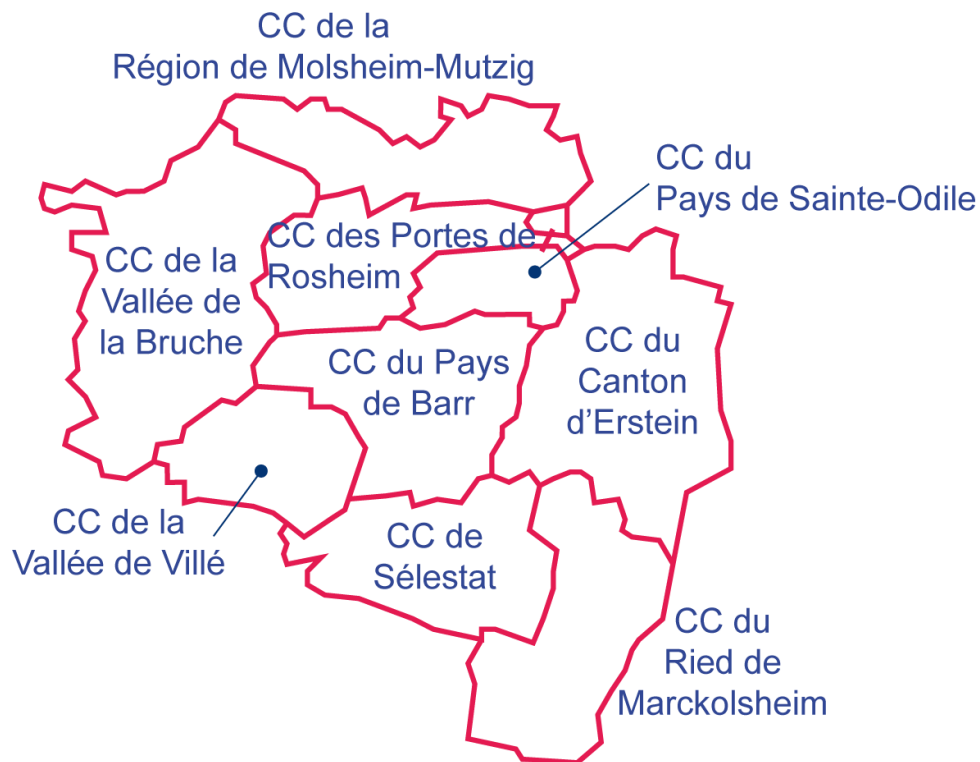 CC de la
Région de Molsheim-Mutzig
CC du
Pays de Sainte-Odile
CC des Portes de
Rosheim
CC de la
Vallée de
la Bruche
CC du Pays
de Barr
CC du
Canton
d’Erstein
CC de la
Vallée de Villé
CC de
Sélestat
CC du
Ried de
Marckolsheim